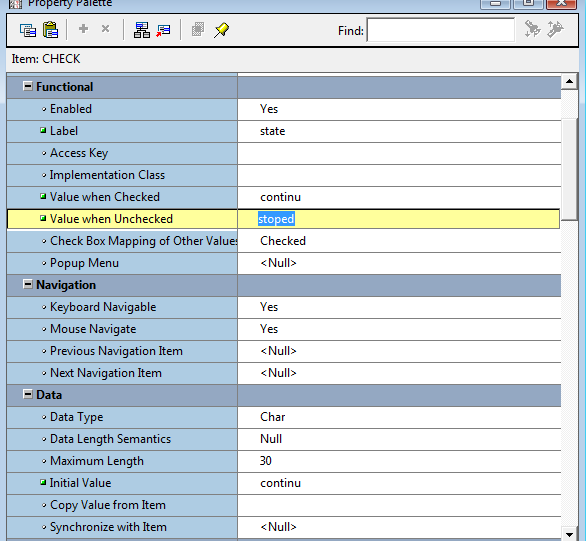 Property Palette
Find:
Item: CHECK
Functional
Enabled Yes
Label state
Access Key
Implementation Class
Value when Checked continu
Value when Unchecked stoped
Check Box Mapping of Other Values Checked
Popup Menu <Null>
Navigation
Keyboard Navigable Yes
Mouse Navigate Yes
Previous Navigation Item <Null>
Next Navigation Item <Null>
Data
Data Type Char
Data Length Semantics Null
Maximum Length 30
Initial Value continu
Copy Value from Item
Synchronize with Item <Null>